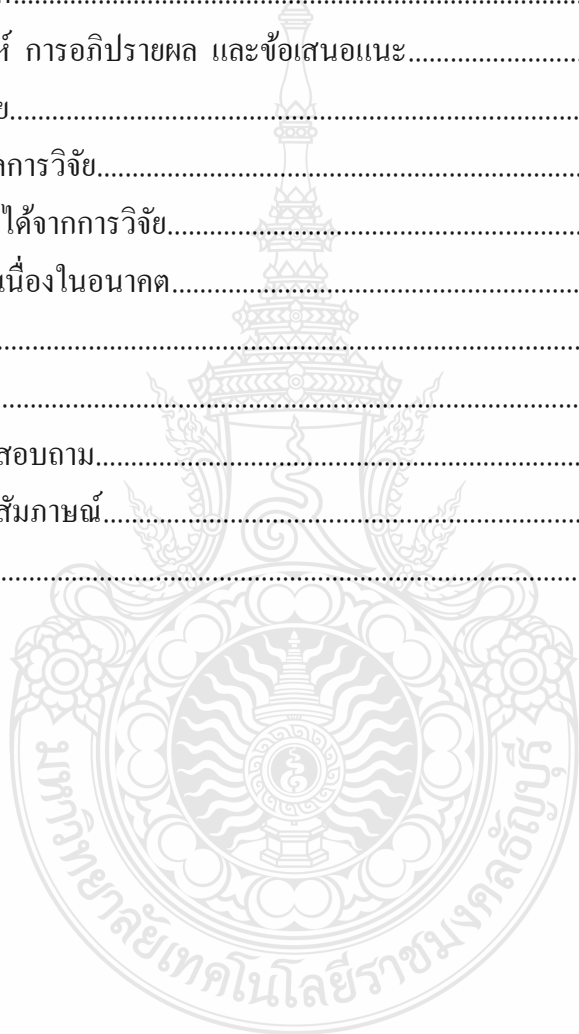 ห์ การอภิปรายผล และข้อเสนอแนะ........................
ย........................
ลการวิจัย........................
ได้จากการวิจัย........................
นเนื่องในอนาคต........................
........................
........................
สอบถาม........................
สัมภาษณ์........................
........................
มหาวิทยาลัยเทคโนโลยีราชมงคลธัญบุรี